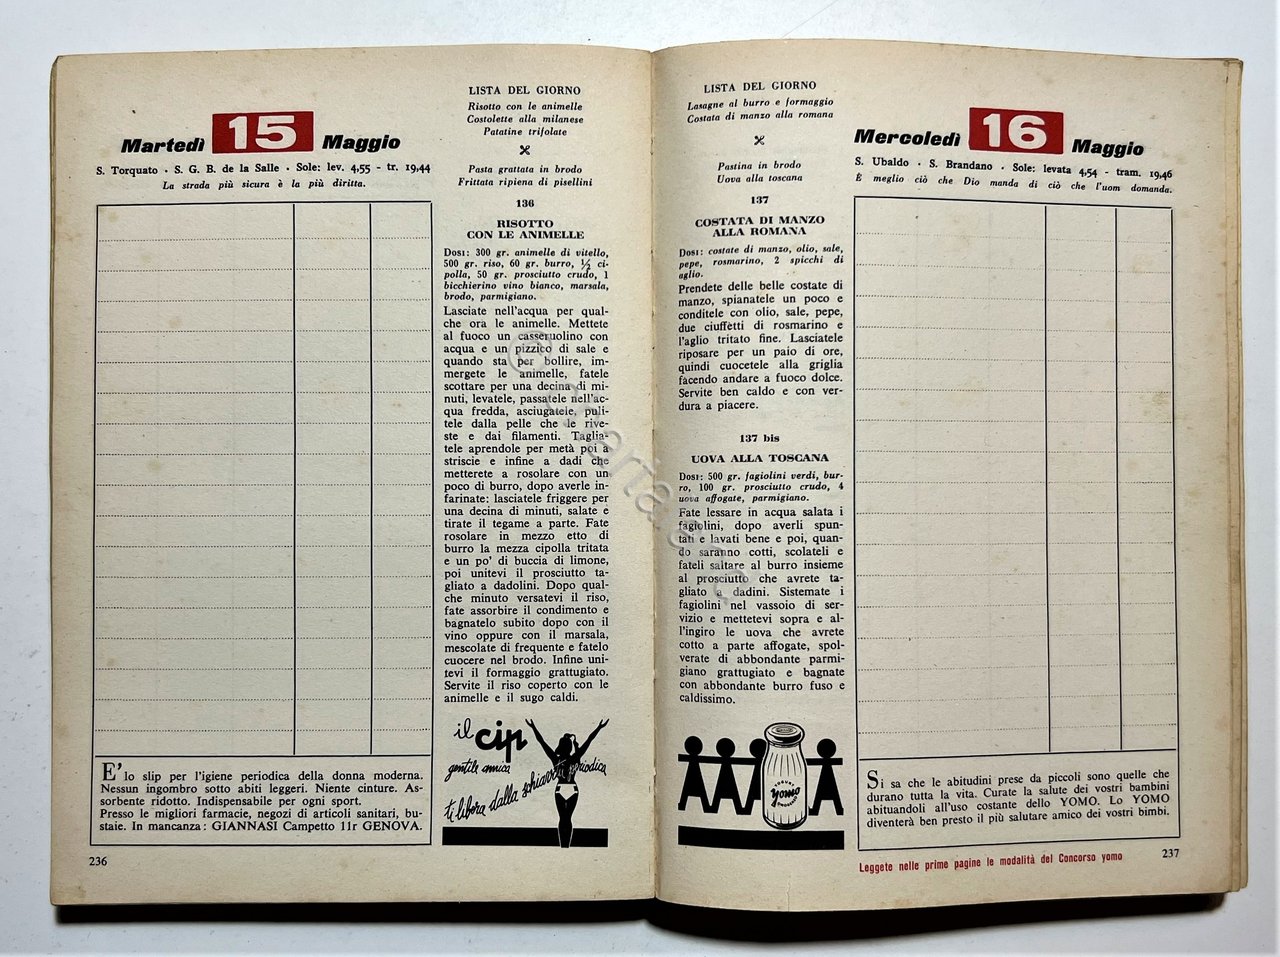 Martedì 15 Maggio
S. Torquato · S. G. B. de la Salle · Sole: lev. 4,55 - tr. 19,44
La strada più sicura è la più diritta.
LISTA DEL GIORNO
Risotto con le animelle
Costolette alla milanese
Patatine trifolate
Pasta grattata in brodo
Frittata ripiena di pisellini
136
RISOTTO
CON LE ANIMELLE
Dosi: 300 gr. animelle di vitello,
500 gr. riso, 60 gr. burro, ½ ci-
polla, 50 gr. prosciutto crudo, 1
bicchierino vino bianco, marsala,
brodo, parmigiano.
Lasciate nell'acqua per qual-
che ora le animelle. Mettete
al fuoco un casseruolino con
acqua e un pizzico di sale e
quando sta per bollire, im-
mergete le animelle, fatele
scottare per una decina di mi-
nuti, levatele, passatele nell'ac-
qua fredda, asciugatele, puli-
tele dalla pelle che le rive-
ste e dai filamenti. Taglia-
tele aprendole per metà poi a
striscie e infine a dadi che
metterete a rosolare con un
poco di burro, dopo averle in-
farinate: lasciatele friggere per
una decina di minuti, salate e
tirate il tegame a parte. Fate
rosolare in mezzo etto di
burro la mezza cipolla tritata
e un po' di buccia di limone,
poi unitevi il prosciutto ta-
gliato a dadolini. Dopo qual-
che minuto versatevi il riso,
fate assorbire il condimento e
bagnatelo subito dopo con il
vino oppure con il marsala,
mescolate di frequente e fatelo
cuocere nel brodo. Infine uni-
tevi il formaggio grattugiato.
Servite il riso coperto con le
animelle e il sugo caldi.
E' lo slip per l'igiene periodica della donna moderna.
Nessun ingombro sotto abiti leggeri. Niente cinture. As-
sorbente ridotto. Indispensabile per ogni sport.
Presso le migliori farmacie, negozi di articoli sanitari, bu-
staie. In mancanza: GIANNASI Campetto 11r GENOVA.
il cip
gentile amica
ti libera dalla schiavitù periodica
236
LISTA DEL GIORNO
Lasagne al burro e formaggio
Costata di manzo alla romana
Pastina in brodo
Uova alla toscana
137
COSTATA DI MANZO
ALLA ROMANA
Dosi: costate di manzo, olio, sale,
pepe, rosmarino, 2 spicchi di
aglio.
Prendete delle belle costate di
manzo, spianatele un poco e
conditele con olio, sale, pepe,
due ciuffetti di rosmarino e
l'aglio tritato fine. Lasciatele
riposare per un paio di ore,
quindi cuocetele alla griglia
facendo andare a fuoco dolce.
Servite ben caldo e con ver-
dura a piacere.
137 bis
UOVA ALLA TOSCANA
Dosi: 500 gr. fagiolini verdi, bur-
ro, 100 gr. prosciutto crudo, 4
uova affogate, parmigiano.
Fate lessare in acqua salata i
fagiolini, dopo averli spun-
tati e lavati bene e poi, quan-
do saranno cotti, scolateli e
fateli saltare al burro insieme
al prosciutto che avrete ta-
gliato a dadini. Sistemate i
fagiolini nel vassoio di ser-
vizio e mettetevi sopra e al-
l'ingiro le uova che avrete
cotto a parte affogate, spol-
verate di abbondante parmi-
giano grattugiato e bagnate
con abbondante burro fuso e
caldissimo.
YOGURT
yomo
Mercoledì 16 Maggio
S. Ubaldo · S. Brandano · Sole: levata 4,54 - tram. 19,46
È meglio ciò che Dio manda di ciò che l'uom domanda.
Si sa che le abitudini prese da piccoli sono quelle che
durano tutta la vita. Curate la salute dei vostri bambini
abituandoli all'uso costante dello YOMO. Lo YOMO
diventerà ben presto il più salutare amico dei vostri bimbi.
Leggete nelle prime pagine le modalità del Concorso yomo
237